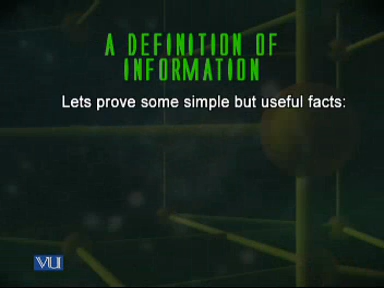 A DEFINITION OF
INFORMATION
Lets prove some simple but useful facts:
VU